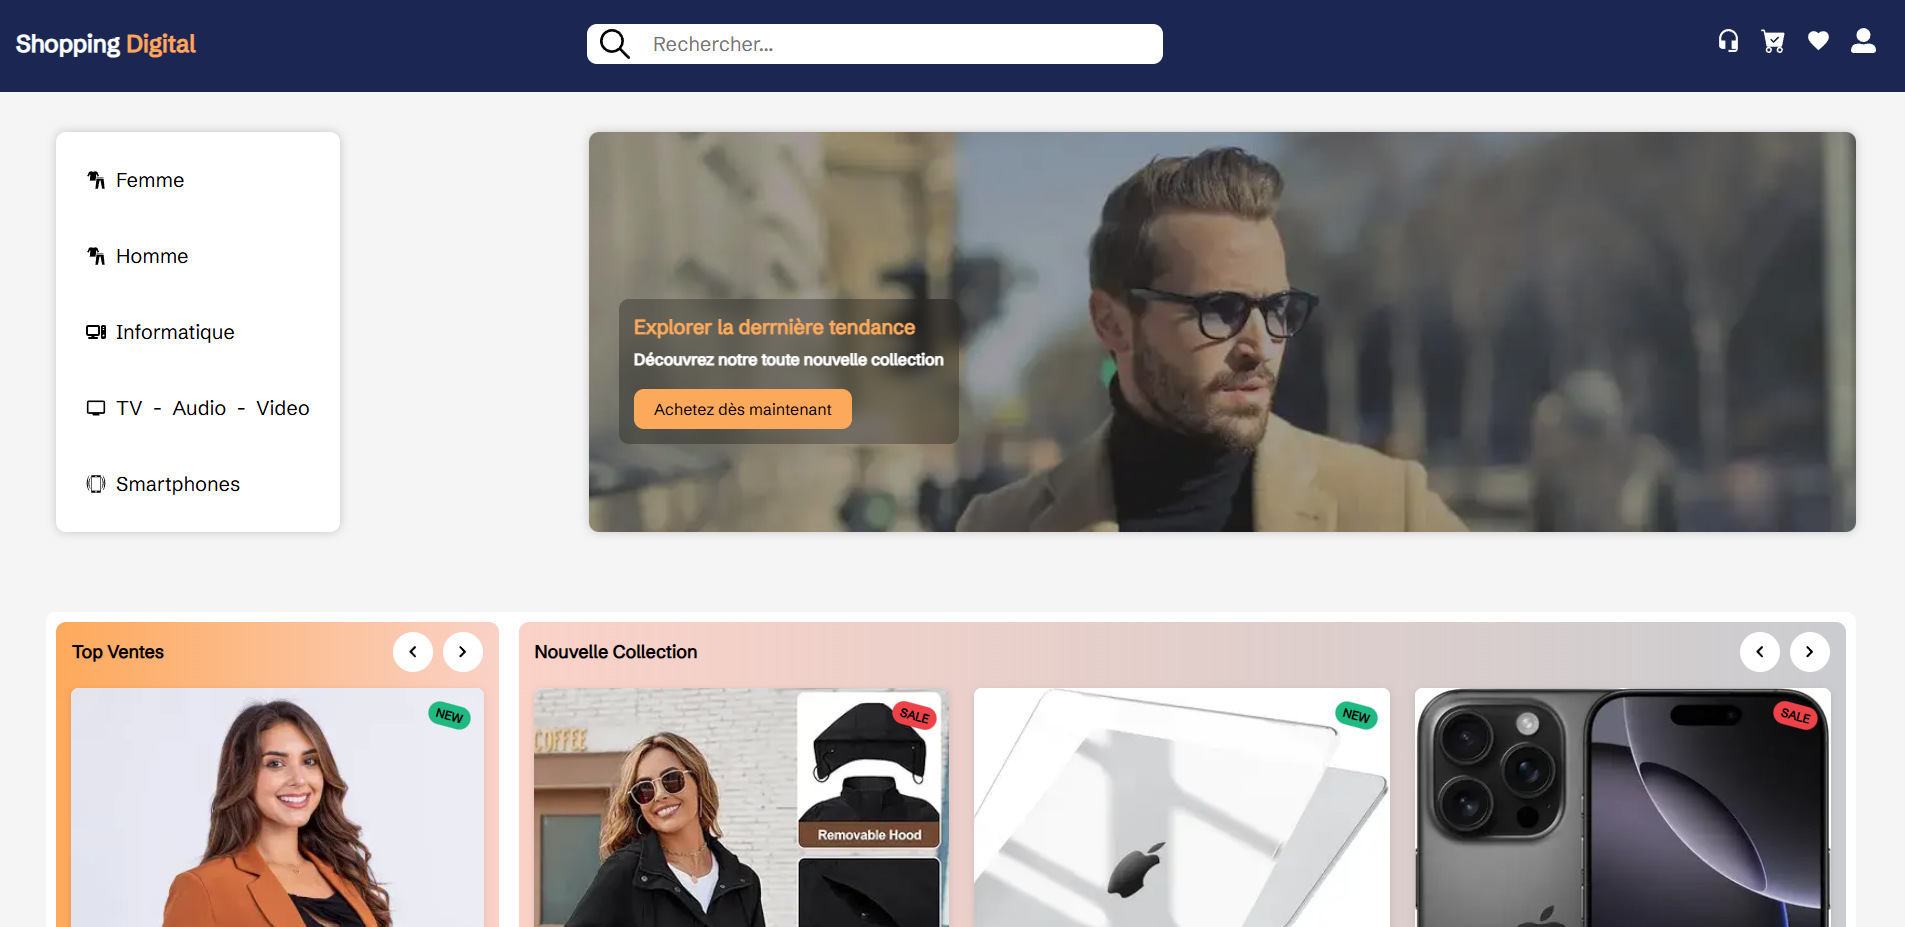 Shopping Digital
Rechercher...
Femme
Homme
Informatique
TV - Audio - Video
Smartphones
Explorer la derrnière tendance
Découvrez notre toute nouvelle collection
Achetez dès maintenant
Top Ventes
Nouvelle Collection
NEW
SALE
NEW
SALE
COFFEE
Removable Hood